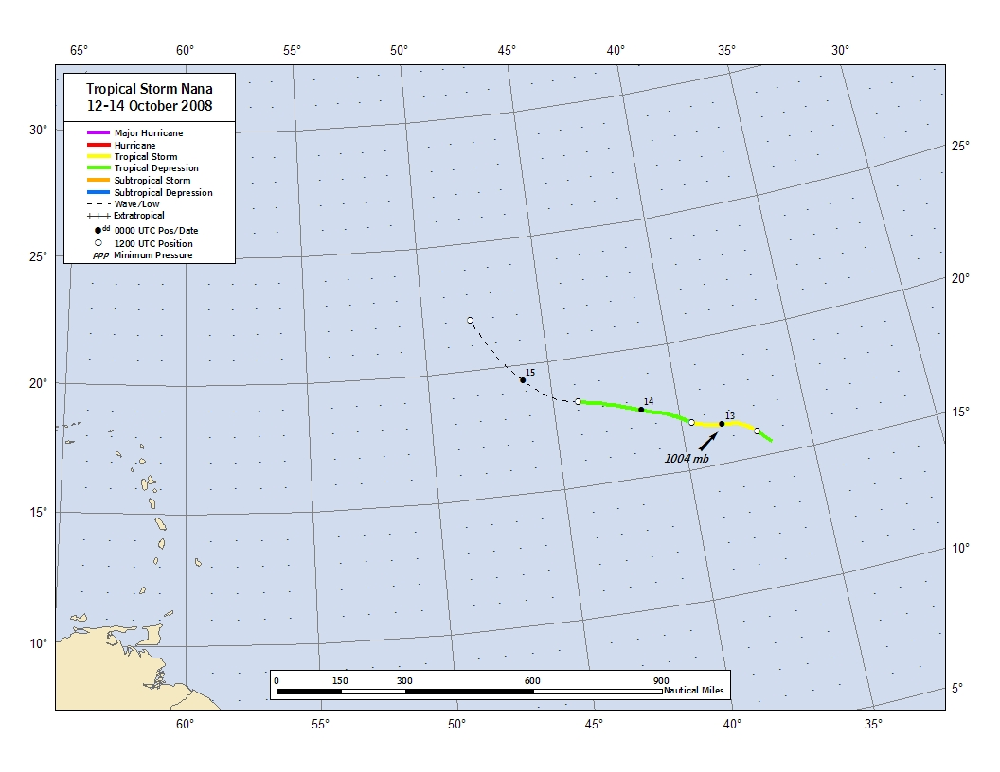 65° 60° 55° 50° 45° 40° 35° 30°
Tropical Storm Nana
12-14 October 2008
Major Hurricane
Hurricane
Tropical Storm
Tropical Depression
Subtropical Storm
Subtropical Depression
Wave/Low
Extratropical
dd 0000 UTC Pos/Date
1200 UTC Position
ppp Minimum Pressure
30°
25°
25°
20°
20°
15°
15°
10°
10°
5°
15
14
13
1004 mb
0 150 300 600 900
Nautical Miles
60° 55° 50° 45° 40° 35°